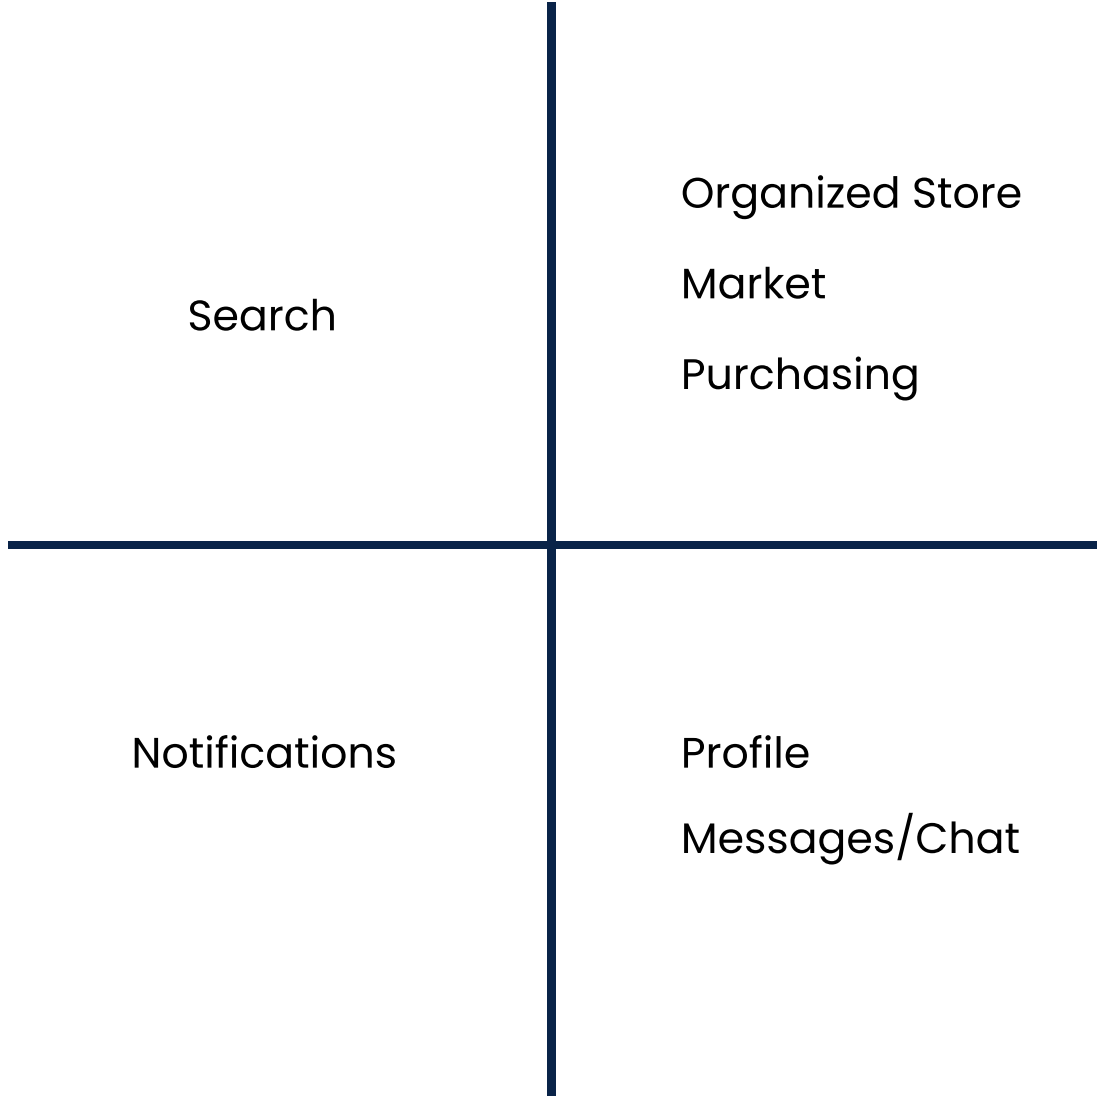 Search
Organized Store
Market
Purchasing
Notifications
Profile
Messages/Chat